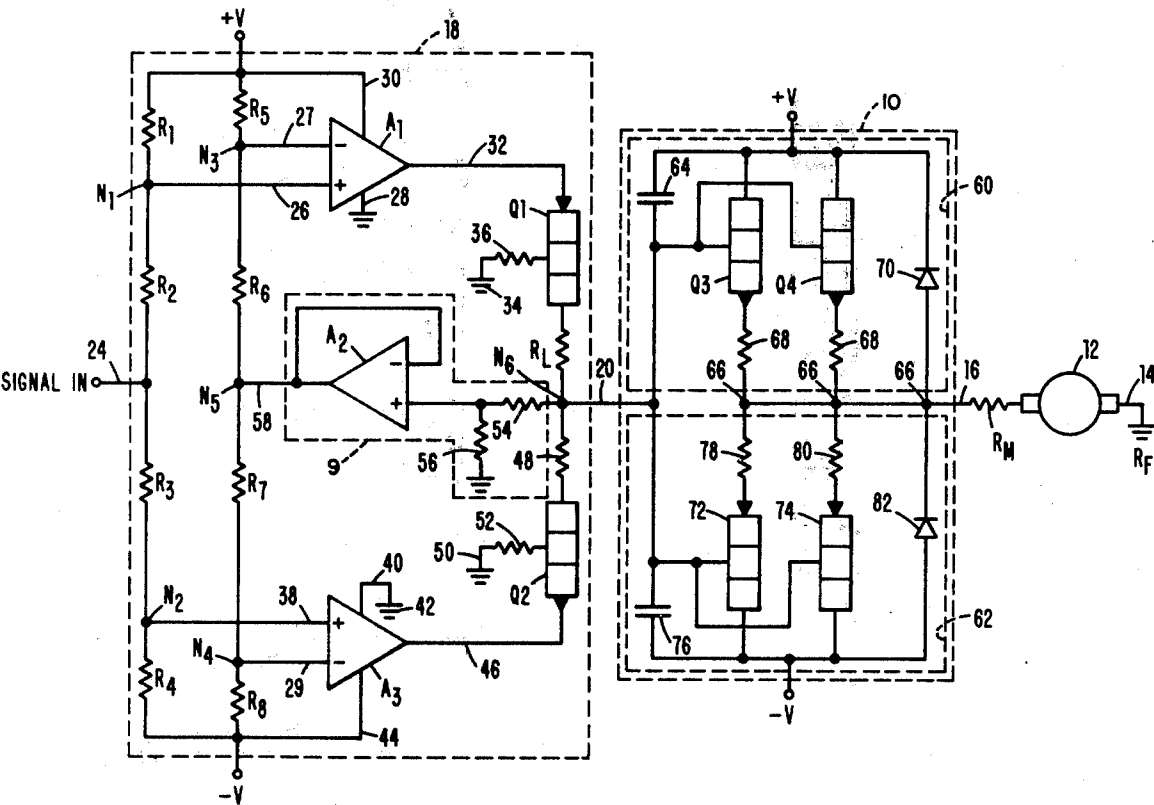 +V
18
30
R1
R5
27
A1
32
+V
10
N3
−
64
60
N1
+
26
28
Q1
36
R2
R6
34
Q3
Q4
70
A2
−
RL
68
68
12
24
N6
20
66
66
66
16
14
SIGNAL IN
N5
58
+
54
RM
RF
9
56
48
78
80
R3
R7
52
72
74
82
50
40
Q2
N2
38
+
42
76
62
N4
−
46
R4
29
A3
R8
44
−V
−V